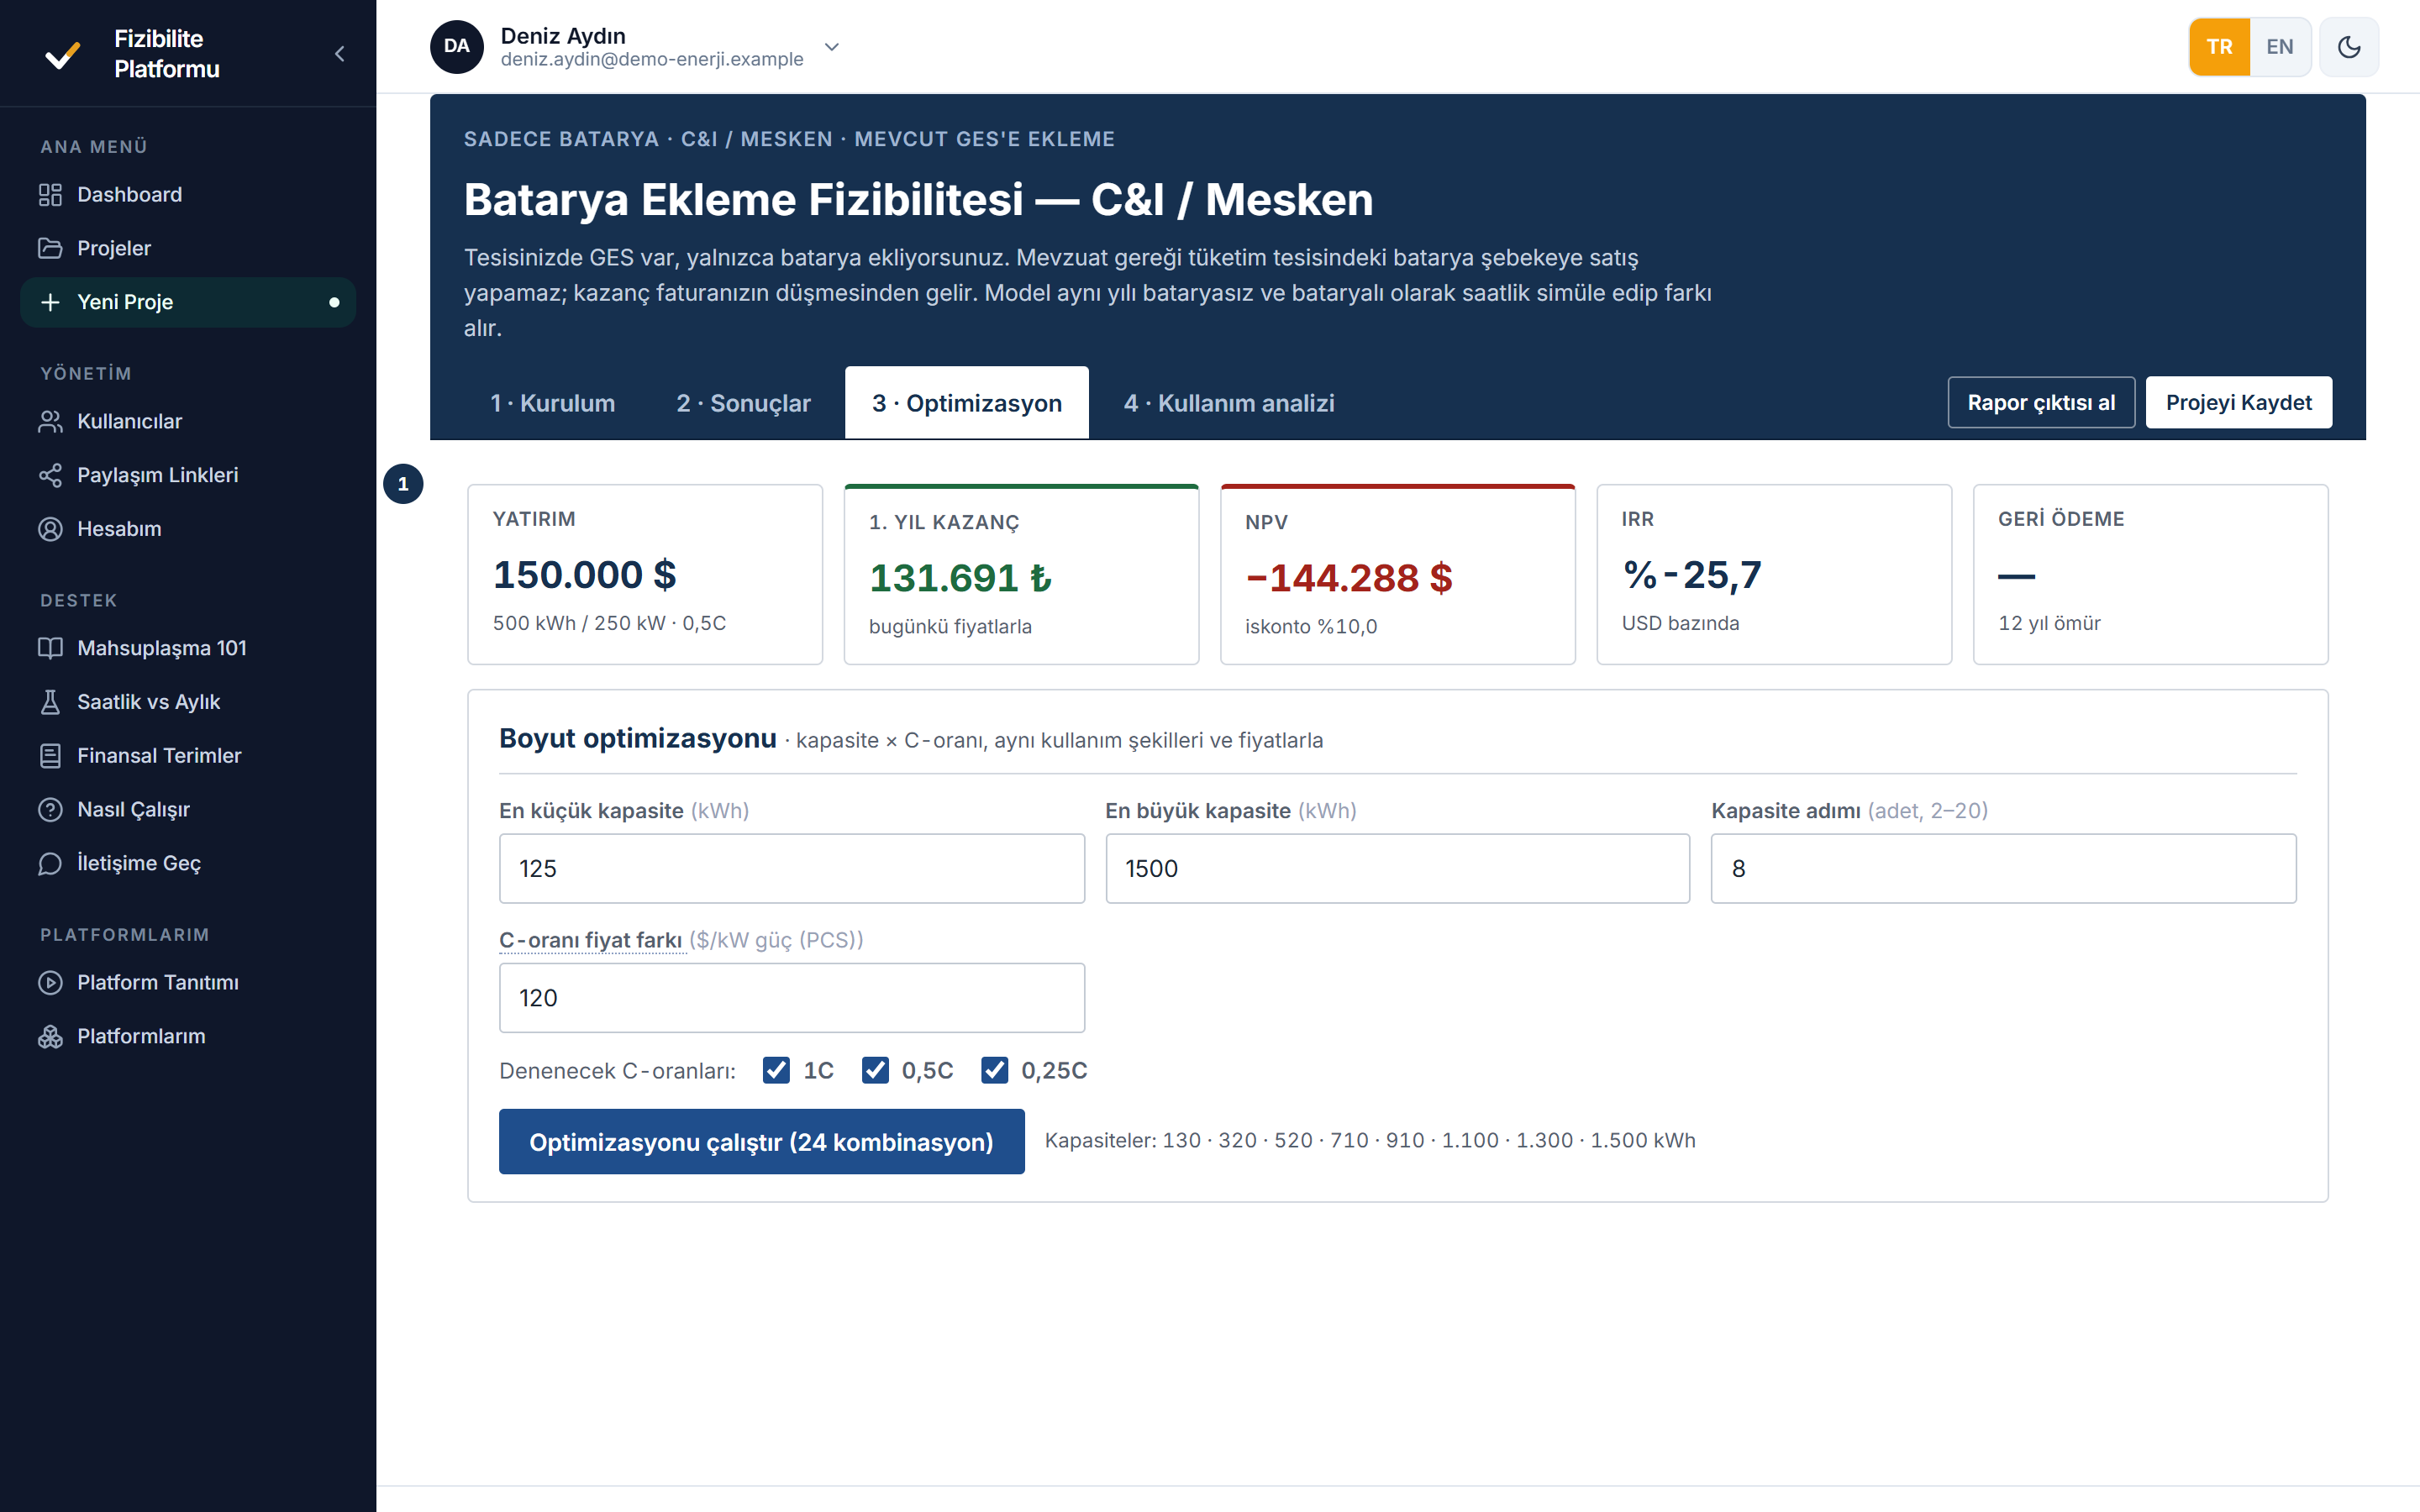 Fizibilite
Platformu
ANA MENÜ
Dashboard
Projeler
Yeni Proje
YÖNETİM
Kullanıcılar
Paylaşım Linkleri
Hesabım
DESTEK
Mahsuplaşma 101
Saatlik vs Aylık
Finansal Terimler
Nasıl Çalışır
İletişime Geç
PLATFORMLARIM
Platform Tanıtımı
Platformlarım
DA
Deniz Aydın
deniz.aydin@demo-enerji.example
TR
EN
SADECE BATARYA · C&I / MESKEN · MEVCUT GES'E EKLEME
Batarya Ekleme Fizibilitesi — C&I / Mesken
Tesisinizde GES var, yalnızca batarya ekliyorsunuz. Mevzuat gereği tüketim tesisindeki batarya şebekeye satış
yapamaz; kazanç faturanızın düşmesinden gelir. Model aynı yılı bataryasız ve bataryalı olarak saatlik simüle edip farkı
alır.
1 · Kurulum
2 · Sonuçlar
3 · Optimizasyon
4 · Kullanım analizi
Rapor çıktısı al
Projeyi Kaydet
1
YATIRIM
150.000 $
500 kWh / 250 kW · 0,5C
1. YIL KAZANÇ
131.691 ₺
bugünkü fiyatlarla
NPV
−144.288 $
iskonto %10,0
IRR
%-25,7
USD bazında
GERİ ÖDEME
—
12 yıl ömür
Boyut optimizasyonu · kapasite × C-oranı, aynı kullanım şekilleri ve fiyatlarla
En küçük kapasite (kWh)
125
En büyük kapasite (kWh)
1500
Kapasite adımı (adet, 2–20)
8
C-oranı fiyat farkı ($/kW güç (PCS))
120
Denenecek C-oranları: 1C 0,5C 0,25C
Optimizasyonu çalıştır (24 kombinasyon)
Kapasiteler: 130 · 320 · 520 · 710 · 910 · 1.100 · 1.300 · 1.500 kWh